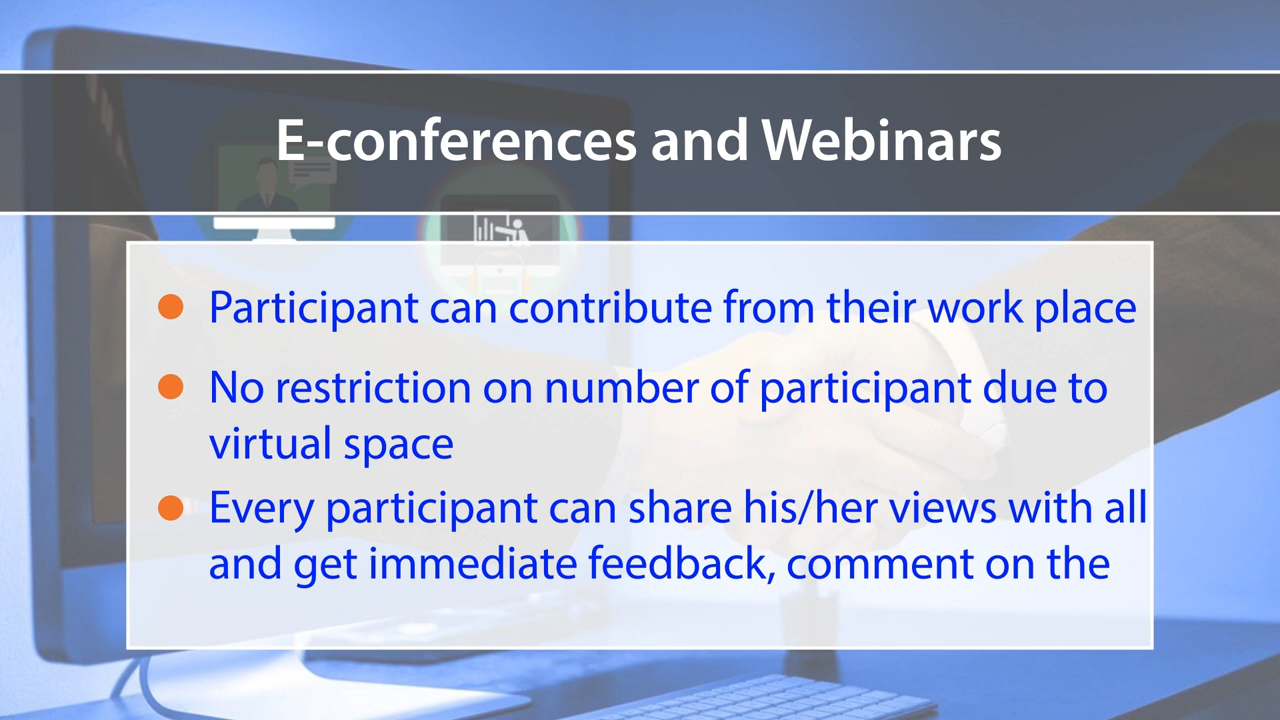 E-conferences and Webinars
Participant can contribute from their work place
No restriction on number of participant due to
virtual space
Every participant can share his/her views with all
and get immediate feedback, comment on the